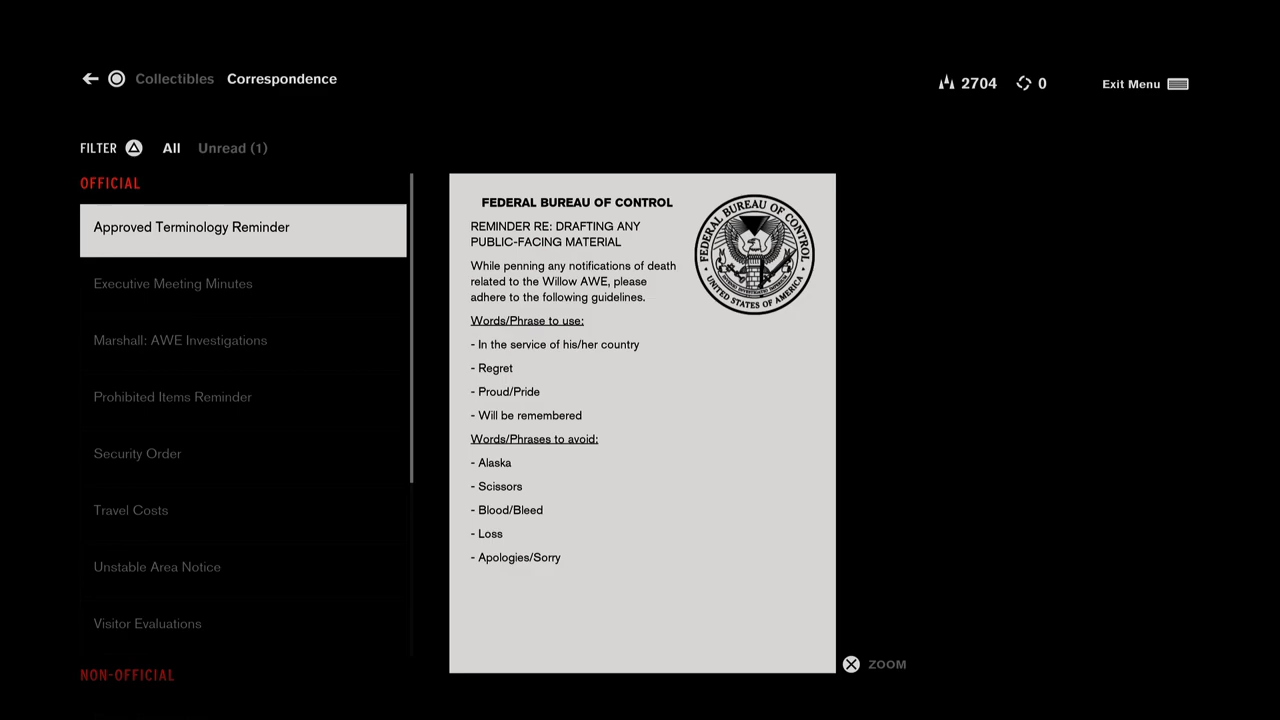 Collectibles Correspondence
2704 0 Exit Menu
FILTER All Unread (1)
OFFICIAL
Approved Terminology Reminder
Executive Meeting Minutes
Marshall: AWE Investigations
Prohibited Items Reminder
Security Order
Travel Costs
Unstable Area Notice
Visitor Evaluations
NON-OFFICIAL
FEDERAL BUREAU OF CONTROL
REMINDER RE: DRAFTING ANY
PUBLIC-FACING MATERIAL
While penning any notifications of death
related to the Willow AWE, please
adhere to the following guidelines.
Words/Phrase to use:
- In the service of his/her country
- Regret
- Proud/Pride
- Will be remembered
Words/Phrases to avoid:
- Alaska
- Scissors
- Blood/Bleed
- Loss
- Apologies/Sorry
FEDERAL BUREAU OF CONTROL
UNITED STATES OF AMERICA
ZOOM